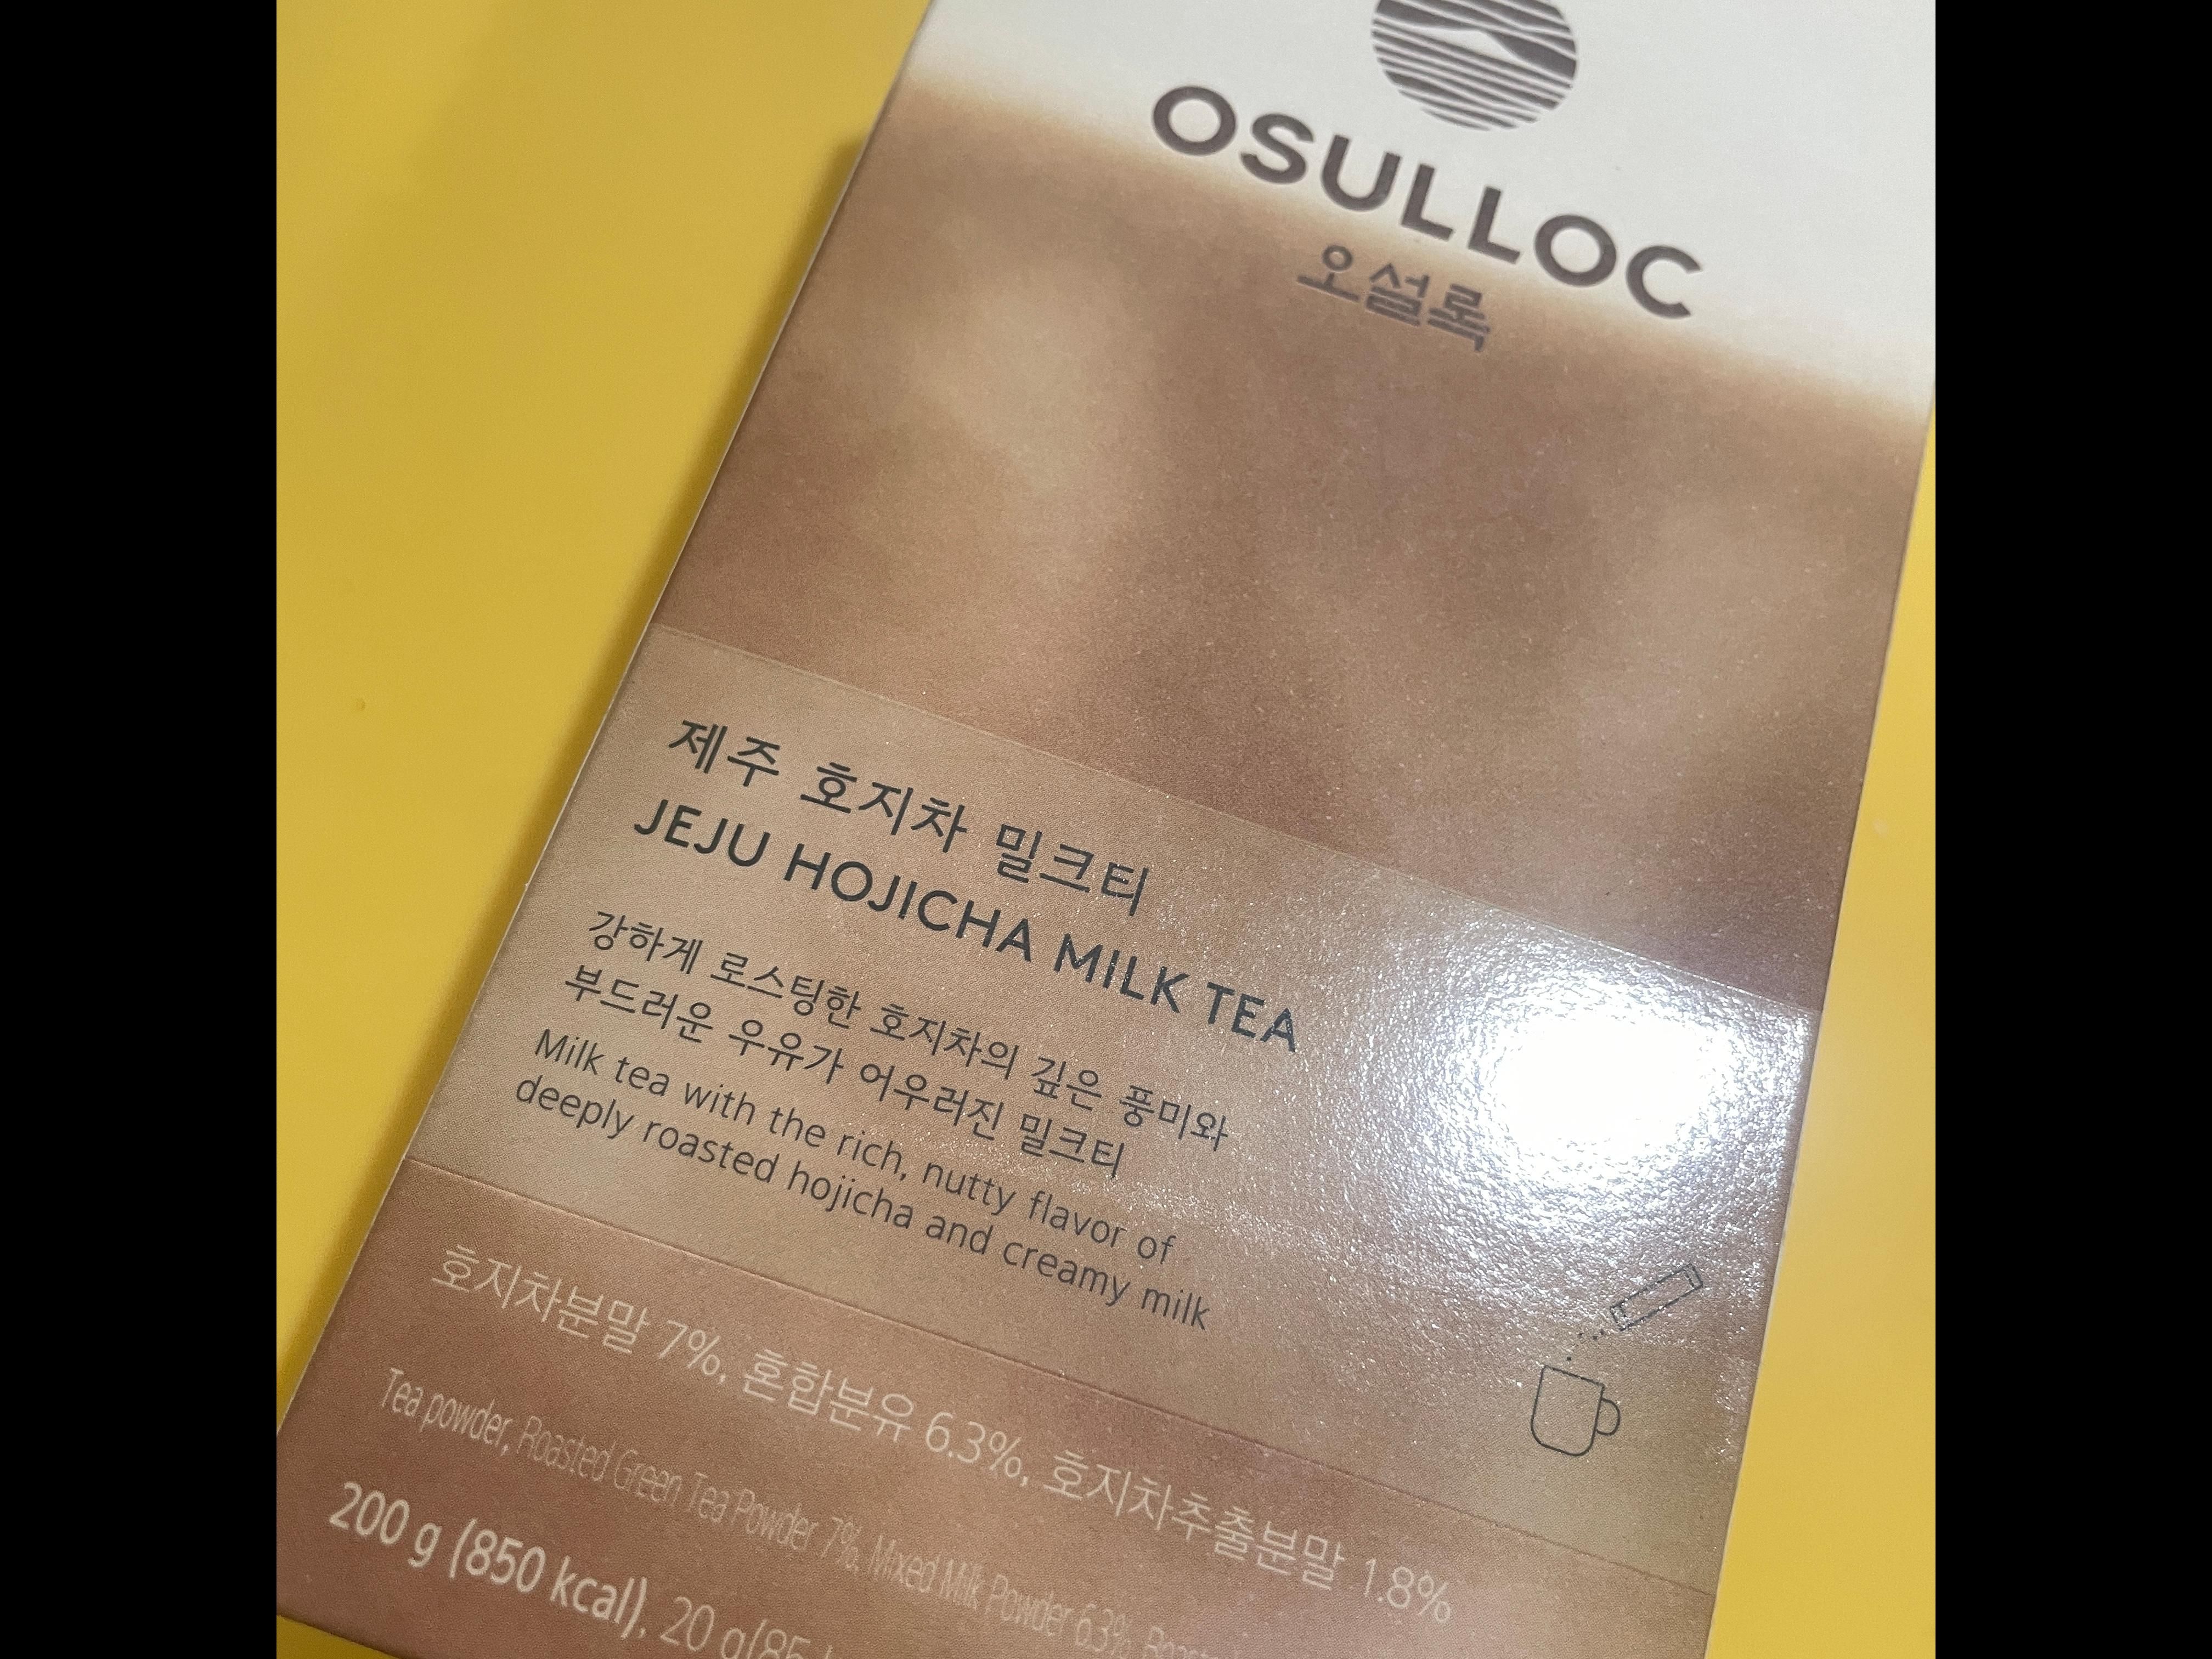 OSULLOC
오설록
제주 호지차 밀크티
JEJU HOJICHA MILK TEA
강하게 로스팅한 호지차의 깊은 풍미와
부드러운 우유가 어우러진 밀크티
Milk tea with the rich, nutty flavor of
deeply roasted hojicha and creamy milk
호지차분말 7%, 혼합분유 6.3%, 호지차추출분말 1.8%
Tea powder, Roasted Green Tea Powder 7%, Mixed Milk Powder 6.3%,
200 g (850 kcal), 20 g(85